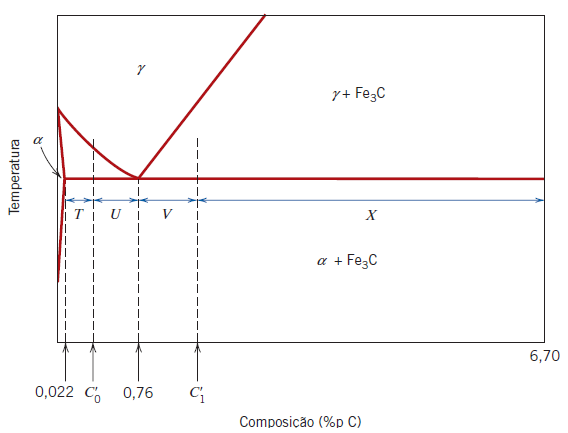 γ
γ + Fe₃C
α
Temperatura
T U V X
α + Fe₃C
6,70
0,022 C′₀ 0,76 C′₁
Composição (%p C)